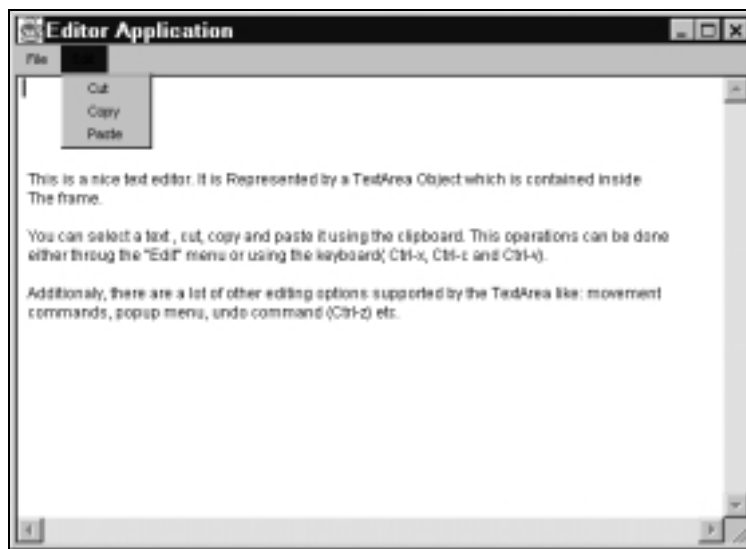 Editor Application
File Edit
Cut
Copy
Paste
This is a nice text editor. It is Represented by a TextArea Object which is contained inside
The frame.
You can select a text , cut, copy and paste it using the clipboard. This operations can be done
either throug the "Edit" menu or using the keyboard( Ctrl-x, Ctrl-c and Ctrl-v).
Additionaly, there are a lot of other editing options supported by the TextArea like: movement
commands, popup menu, undo command (Ctrl-z) etc.